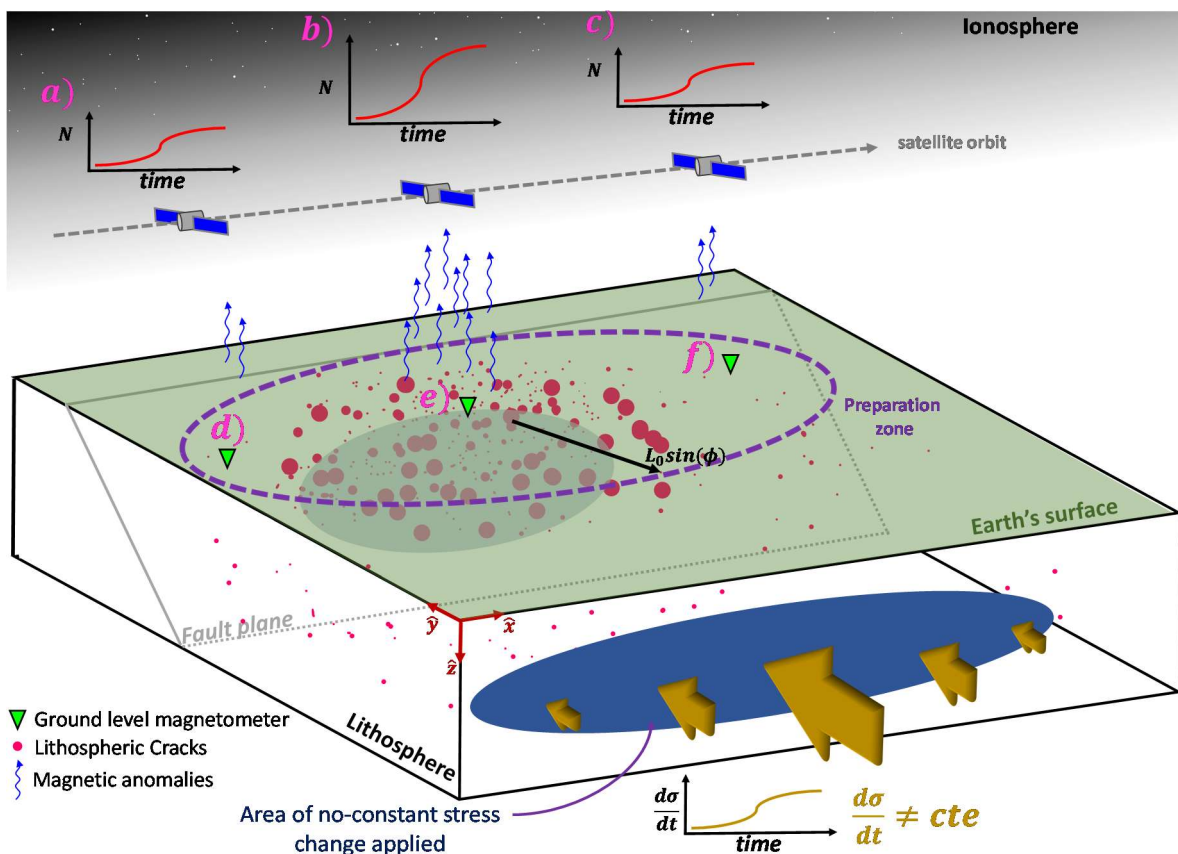 Ionosphere
a)
N
time
b)
N
time
c)
N
time
satellite orbit
d)
e)
f)
L₀sin(ϕ)
Preparation
zone
Earth's surface
Fault plane
ŷ
x̂
ẑ
Lithosphere
Ground level magnetometer
Lithospheric Cracks
Magnetic anomalies
Area of no-constant stress
change applied
dσ
dt
time
dσ
dt
≠ cte